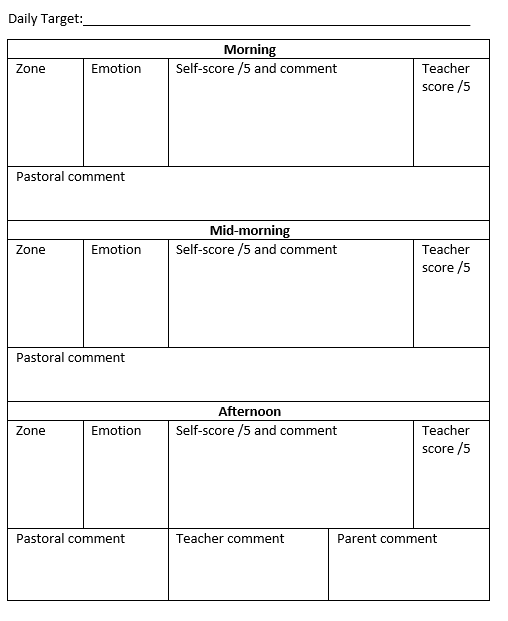 Daily Target:
Morning
Zone Emotion Self-score /5 and comment Teacher
score /5
Pastoral comment
Mid-morning
Zone Emotion Self-score /5 and comment Teacher
score /5
Pastoral comment
Afternoon
Zone Emotion Self-score /5 and comment Teacher
score /5
Pastoral comment Teacher comment Parent comment